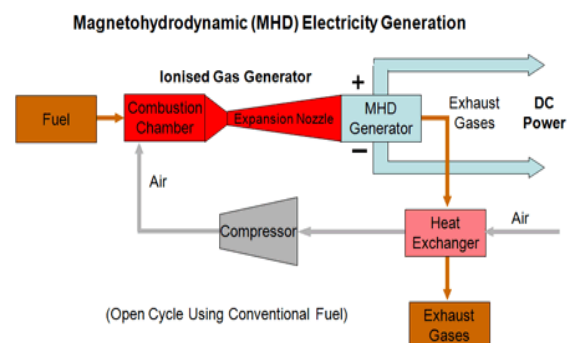 Magnetohydrodynamic (MHD) Electricity Generation
Ionised Gas Generator
Fuel
Combustion
Chamber
Expansion Nozzle
+
MHD
Generator
−
Exhaust
Gases
DC
Power
Air
Compressor
Heat
Exchanger
Air
(Open Cycle Using Conventional Fuel)
Exhaust
Gases